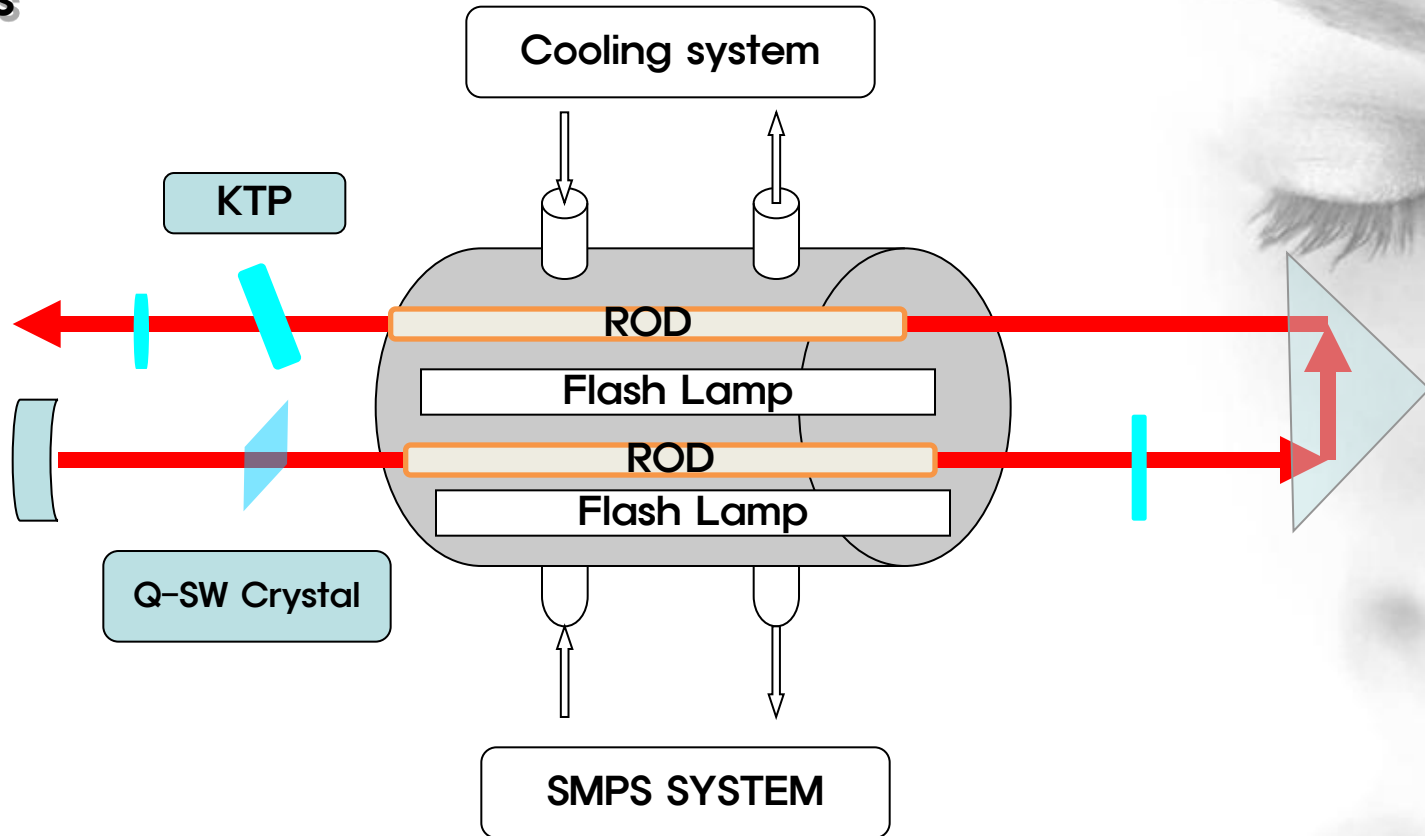 s
Cooling system
KTP
ROD
Flash Lamp
ROD
Flash Lamp
Q-SW Crystal
SMPS SYSTEM